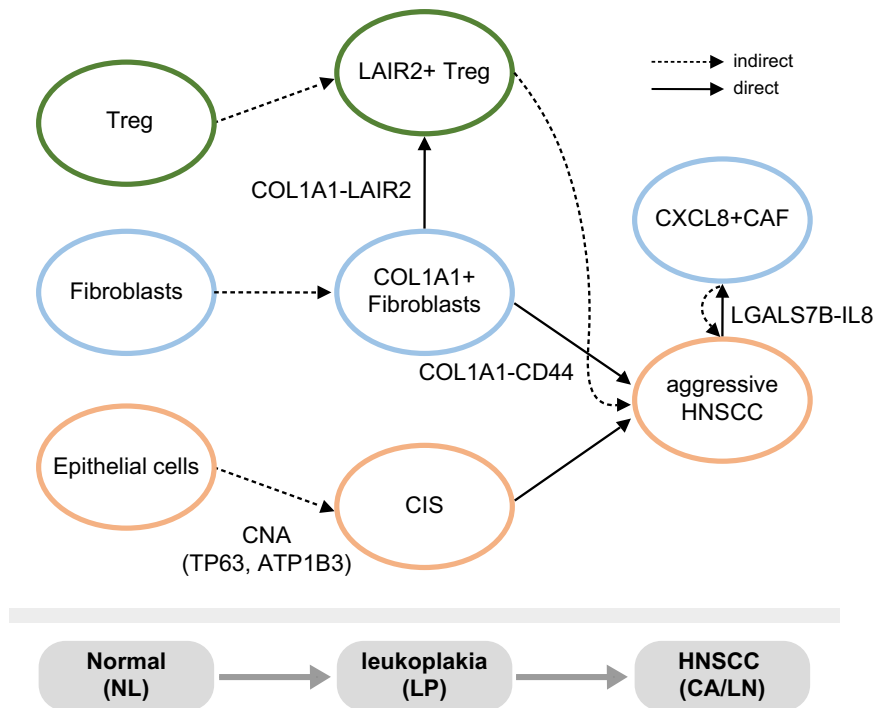 LAIR2+ Treg
indirect
direct
Treg
COL1A1-LAIR2
CXCL8+CAF
Fibroblasts
COL1A1+
Fibroblasts
LGALS7B-IL8
COL1A1-CD44
aggressive
HNSCC
Epithelial cells
CIS
CNA
(TP63, ATP1B3)
Normal
(NL)
leukoplakia
(LP)
HNSCC
(CA/LN)